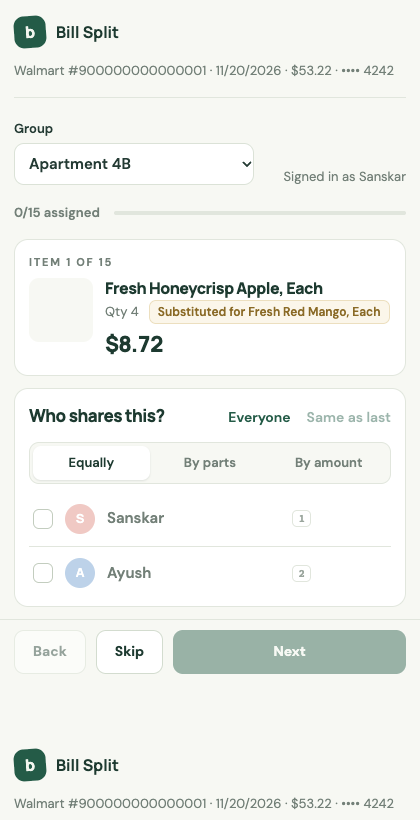 b Bill Split
Walmart #900000000000001 · 11/20/2026 · $53.22 · •••• 4242
Group
Apartment 4B
Signed in as Sanskar
0/15 assigned
ITEM 1 OF 15
Fresh Honeycrisp Apple, Each
Qty 4 Substituted for Fresh Red Mango, Each
$8.72
Who shares this? Everyone Same as last
Equally By parts By amount
S Sanskar 1
A Ayush 2
Back Skip Next
b Bill Split
Walmart #900000000000001 · 11/20/2026 · $53.22 · •••• 4242